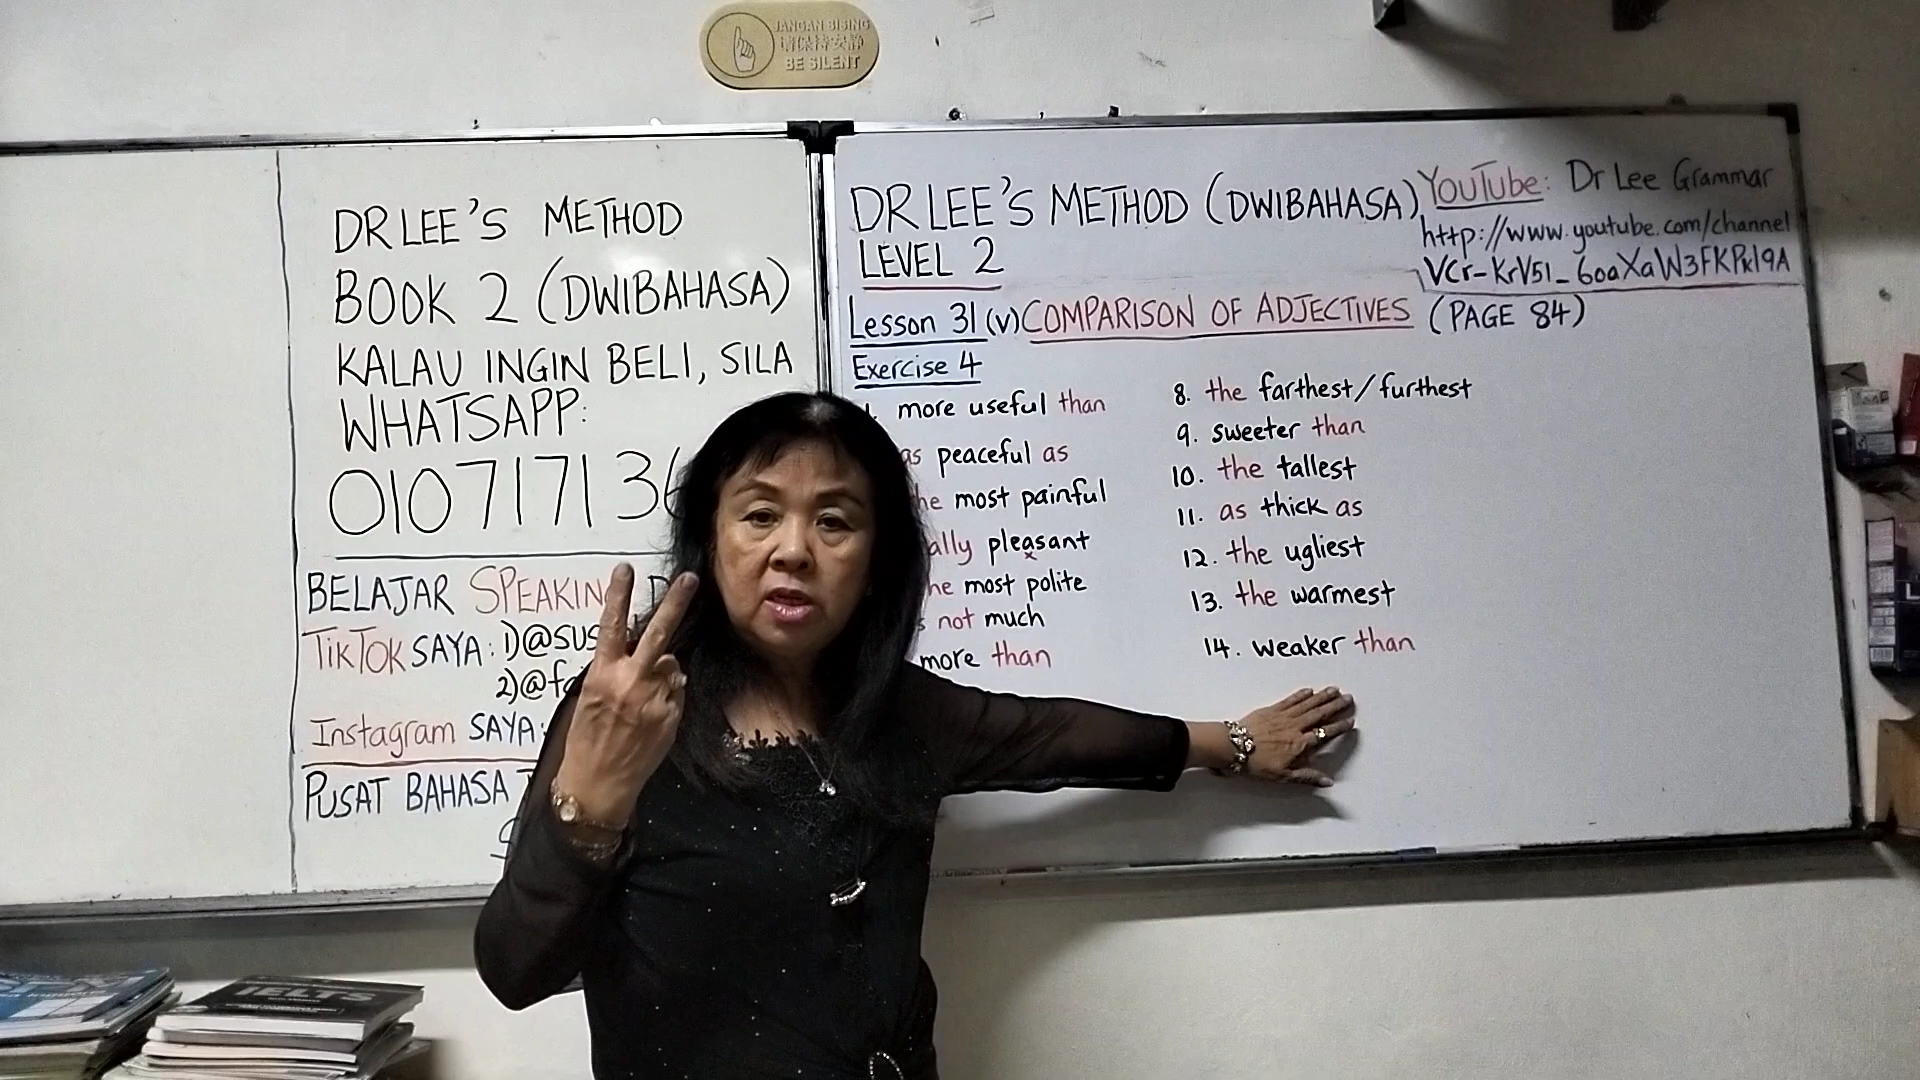 JANGAN BISING
请保持安静
BE SILENT
DR LEE'S METHOD
BOOK 2 (DWIBAHASA)
KALAU INGIN BELI, SILA
WHATSAPP:
010717136
BELAJAR SPEAKING
TikTok SAYA: 1)@sus
2)@fa
Instagram SAYA:
PUSAT BAHASA
DR LEE'S METHOD (DWIBAHASA)
LEVEL 2
YouTube: Dr Lee Grammar
http://www.youtube.com/channel
Lesson 31 (v) COMPARISON OF ADJECTIVES (PAGE 84)
Exercise 4
1. more useful than
as peaceful as
he most painful
ally pleasant
he most polite
s not much
more than
8. the farthest/furthest
9. sweeter than
10. the tallest
11. as thick as
12. the ugliest
13. the warmest
14. weaker than
IELTS